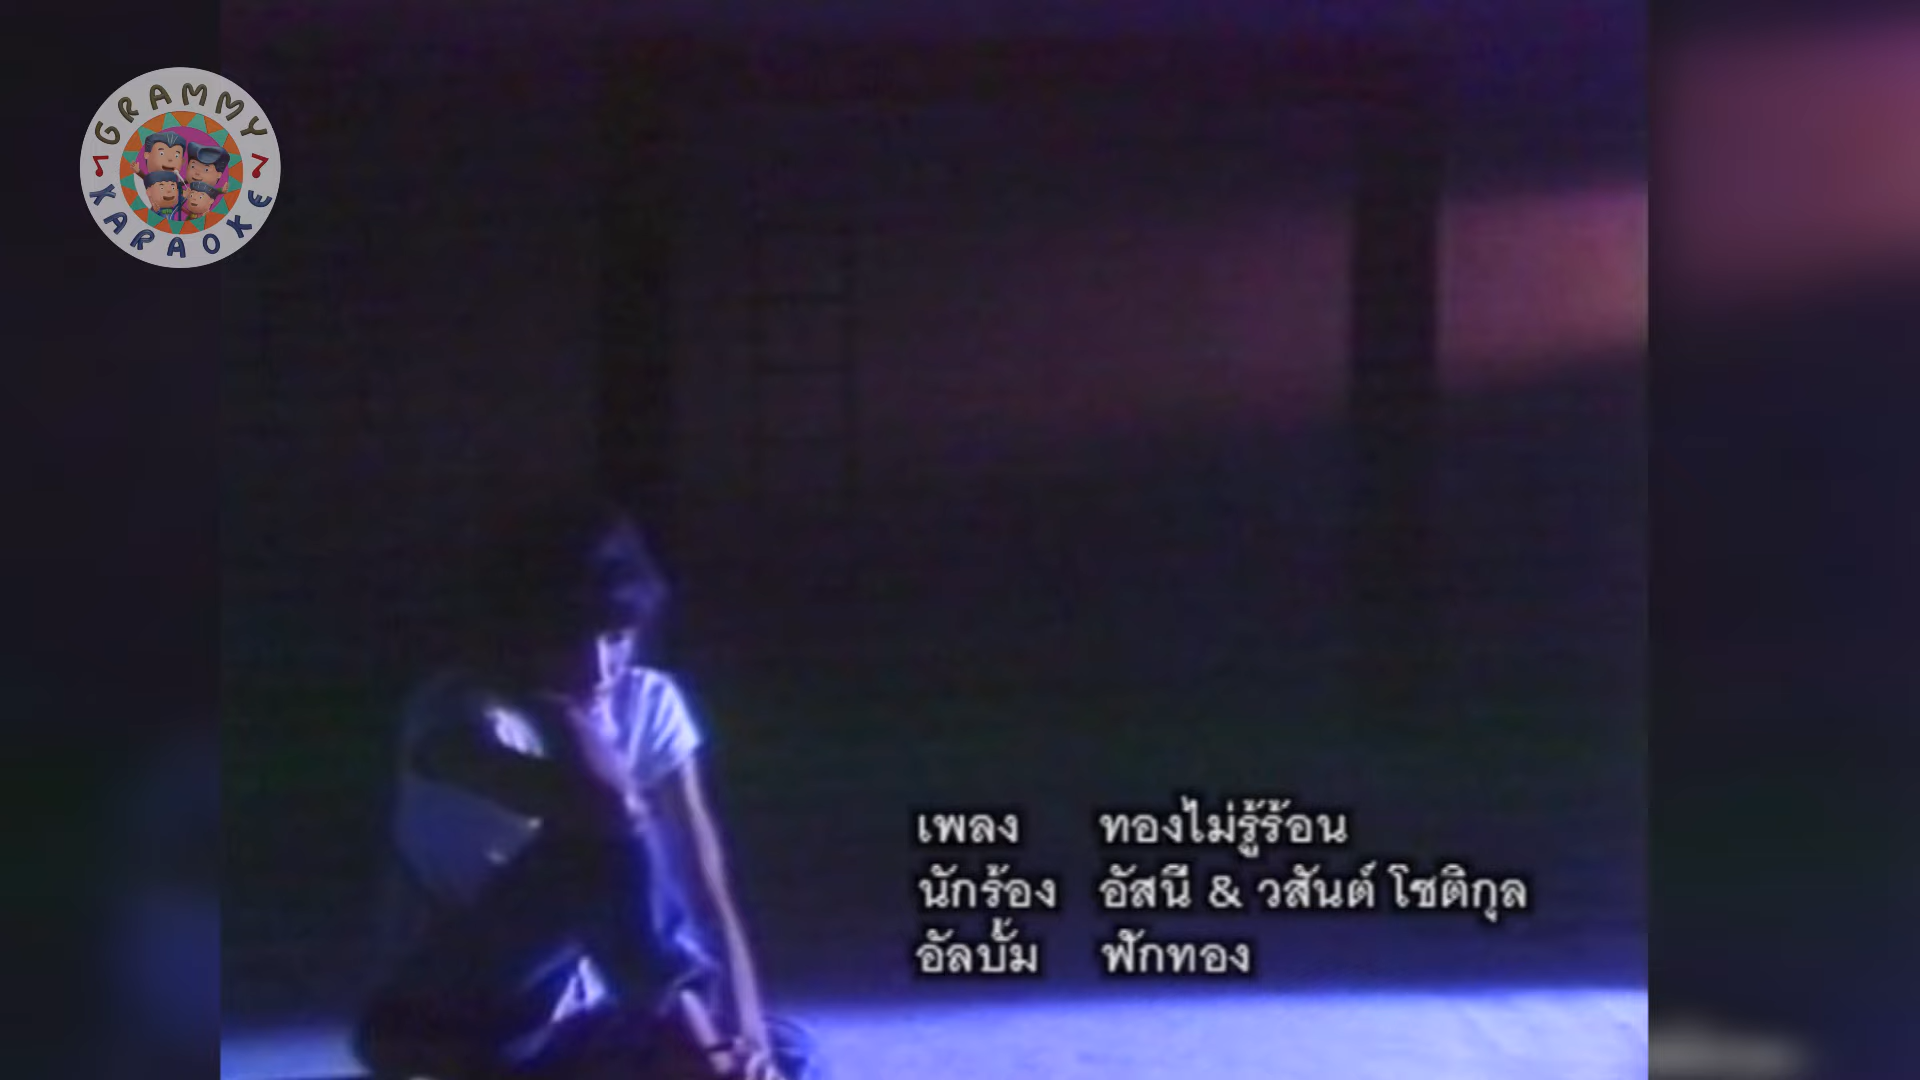 GRAMMY
KARAOKE
เพลง ทองไม่รู้ร้อน
นักร้อง อัสนี & วสันต์ โชติกุล
อัลบั้ม ฟักทอง